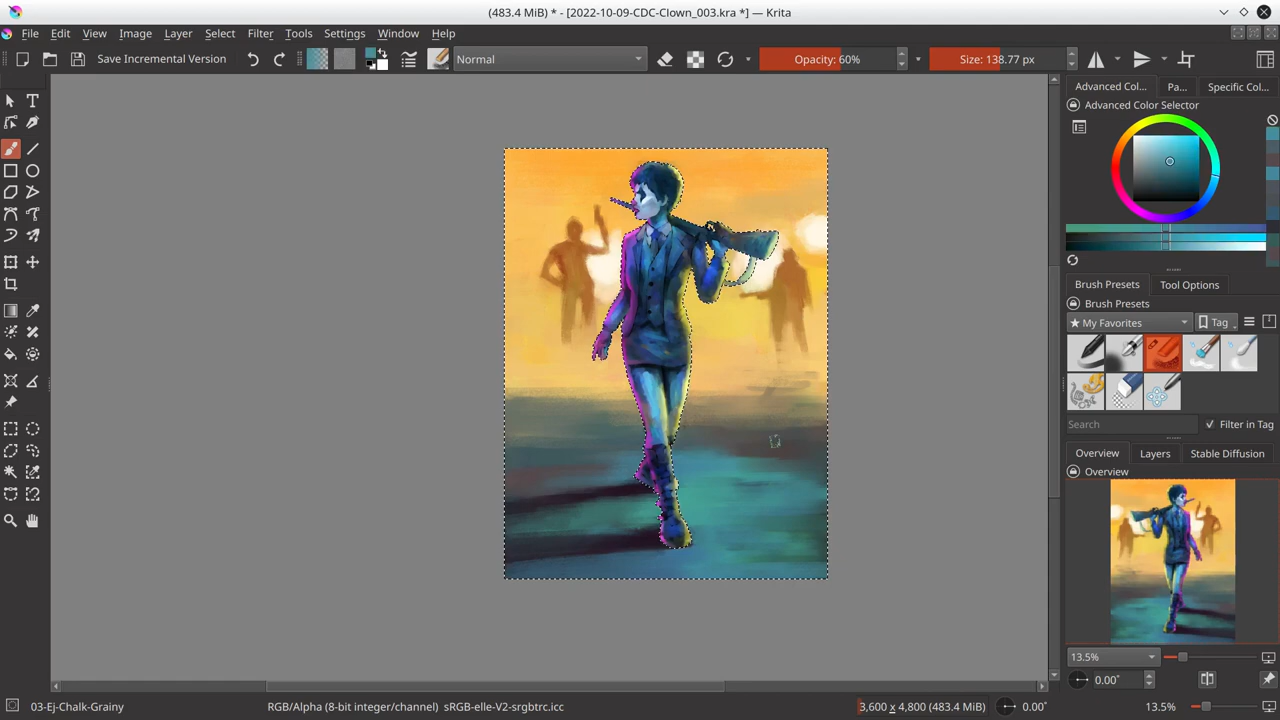 (483.4 MiB) * - [2022-10-09-CDC-Clown_003.kra *] — Krita
File Edit View Image Layer Select Filter Tools Settings Window Help
Save Incremental Version Normal Opacity: 60% Size: 138.77 px
Advanced Col... Pa... Specific Col...
Advanced Color Selector
Brush Presets Tool Options
Brush Presets
★ My Favorites Tag
Search Filter in Tag
Overview Layers Stable Diffusion
Overview
13.5%
0.00°
03-Ej-Chalk-Grainy RGB/Alpha (8-bit integer/channel) sRGB-elle-V2-srgbtrc.icc 3,600 x 4,800 (483.4 MiB) 0.00° 13.5%